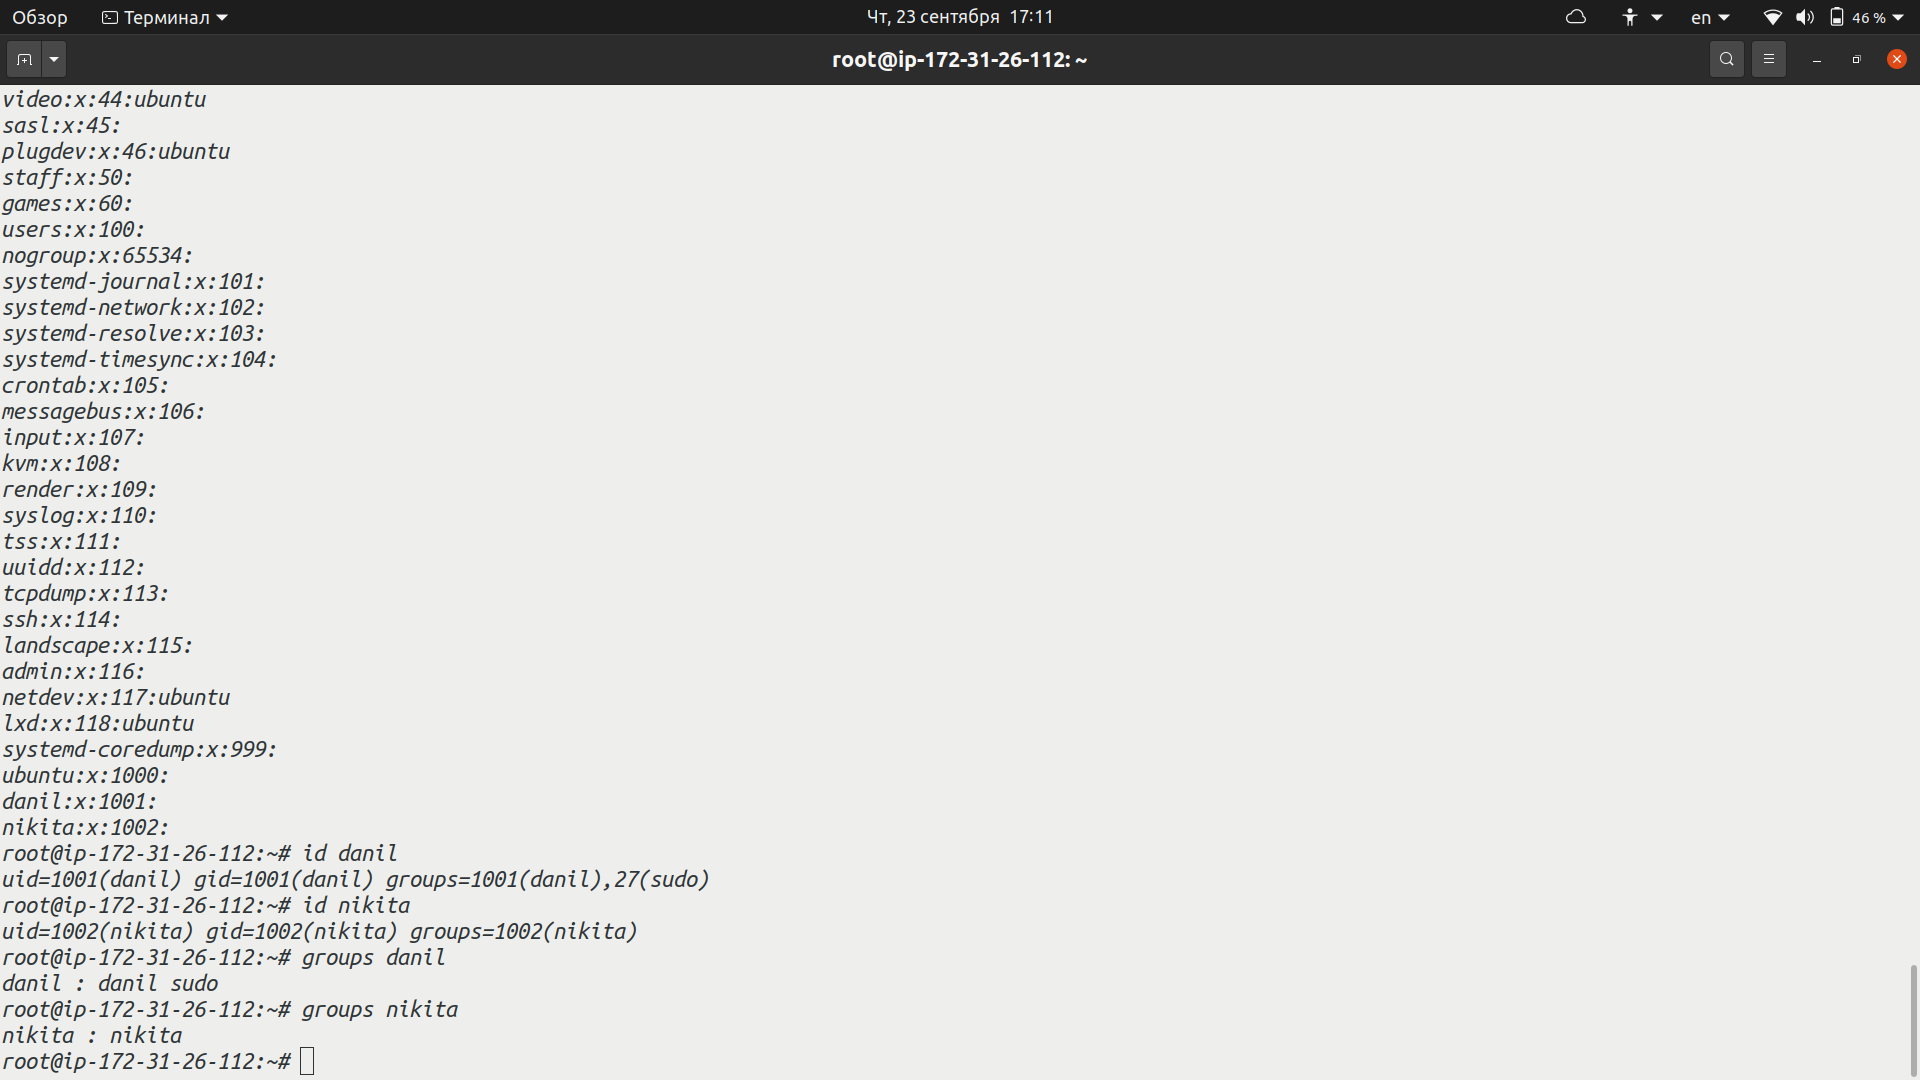 Обзор Терминал Чт, 23 сентября 17:11 en 46 %
root@ip-172-31-26-112: ~
video:x:44:ubuntu
sasl:x:45:
plugdev:x:46:ubuntu
staff:x:50:
games:x:60:
users:x:100:
nogroup:x:65534:
systemd-journal:x:101:
systemd-network:x:102:
systemd-resolve:x:103:
systemd-timesync:x:104:
crontab:x:105:
messagebus:x:106:
input:x:107:
kvm:x:108:
render:x:109:
syslog:x:110:
tss:x:111:
uuidd:x:112:
tcpdump:x:113:
ssh:x:114:
landscape:x:115:
admin:x:116:
netdev:x:117:ubuntu
lxd:x:118:ubuntu
systemd-coredump:x:999:
ubuntu:x:1000:
danil:x:1001:
nikita:x:1002:
root@ip-172-31-26-112:~# id danil
uid=1001(danil) gid=1001(danil) groups=1001(danil),27(sudo)
root@ip-172-31-26-112:~# id nikita
uid=1002(nikita) gid=1002(nikita) groups=1002(nikita)
root@ip-172-31-26-112:~# groups danil
danil : danil sudo
root@ip-172-31-26-112:~# groups nikita
nikita : nikita
root@ip-172-31-26-112:~#